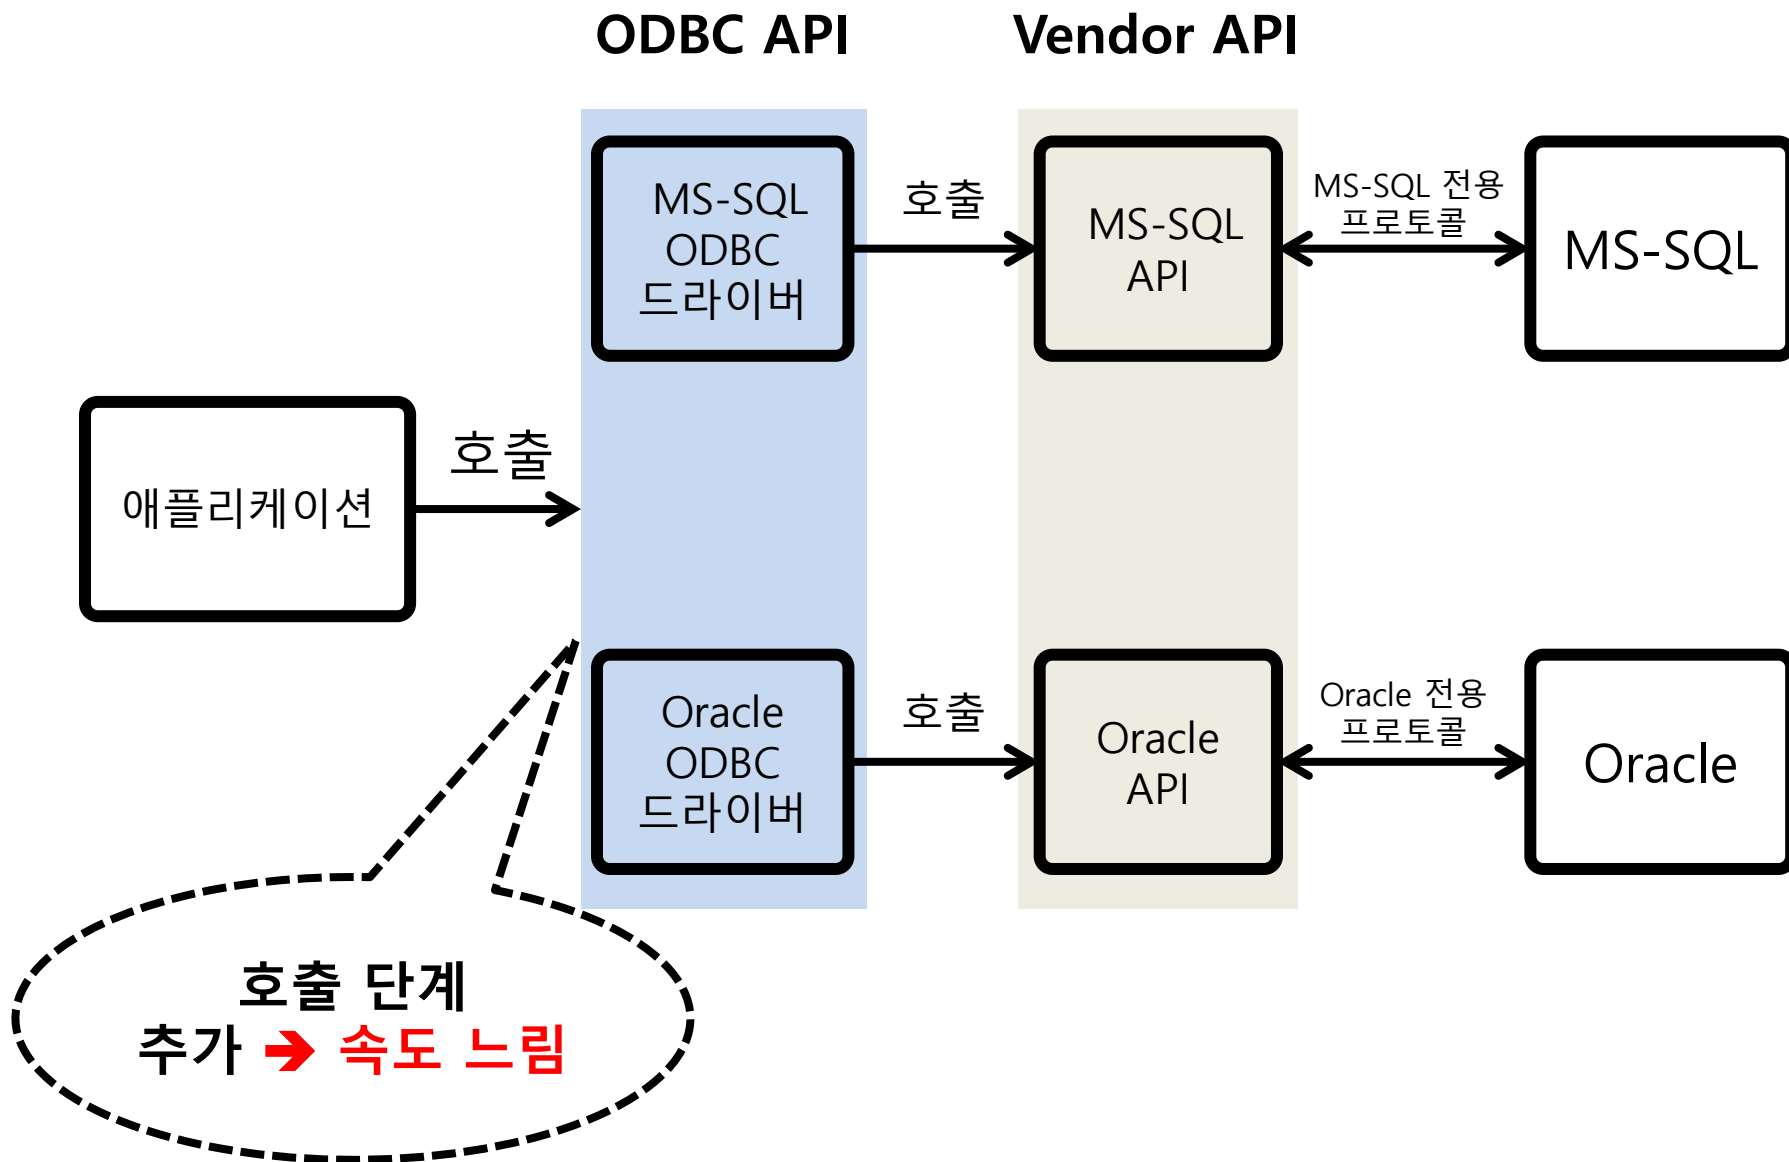 ODBC API
Vendor API
MS-SQL
ODBC
드라이버
호출
MS-SQL
API
MS-SQL 전용
프로토콜
MS-SQL
애플리케이션
호출
Oracle
ODBC
드라이버
호출
Oracle
API
Oracle 전용
프로토콜
Oracle
호출 단계
추가 ➔ 속도 느림